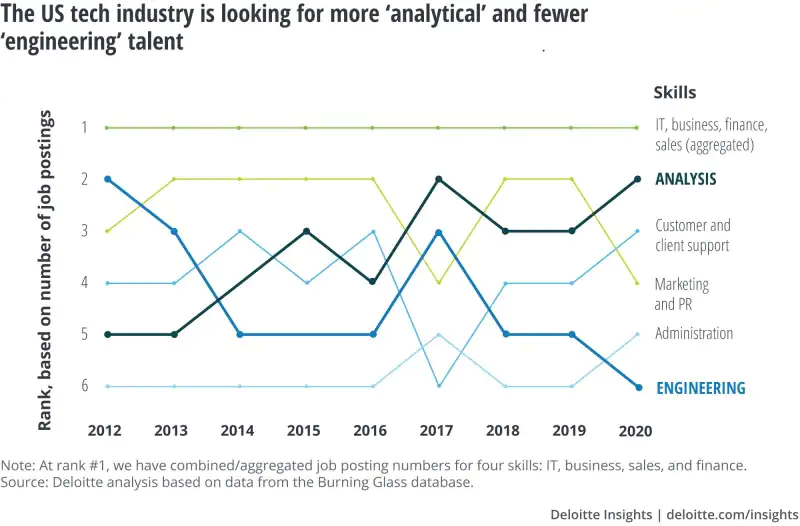 The US tech industry is looking for more ‘analytical’ and fewer
‘engineering’ talent
Skills
Rank, based on number of job postings
1
2
3
4
5
6
IT, business, finance,
sales (aggregated)
ANALYSIS
Customer and
client support
Marketing
and PR
Administration
ENGINEERING
2012 2013 2014 2015 2016 2017 2018 2019 2020
Note: At rank #1, we have combined/aggregated job posting numbers for four skills: IT, business, sales, and finance.
Source: Deloitte analysis based on data from the Burning Glass database.
Deloitte Insights | deloitte.com/insights